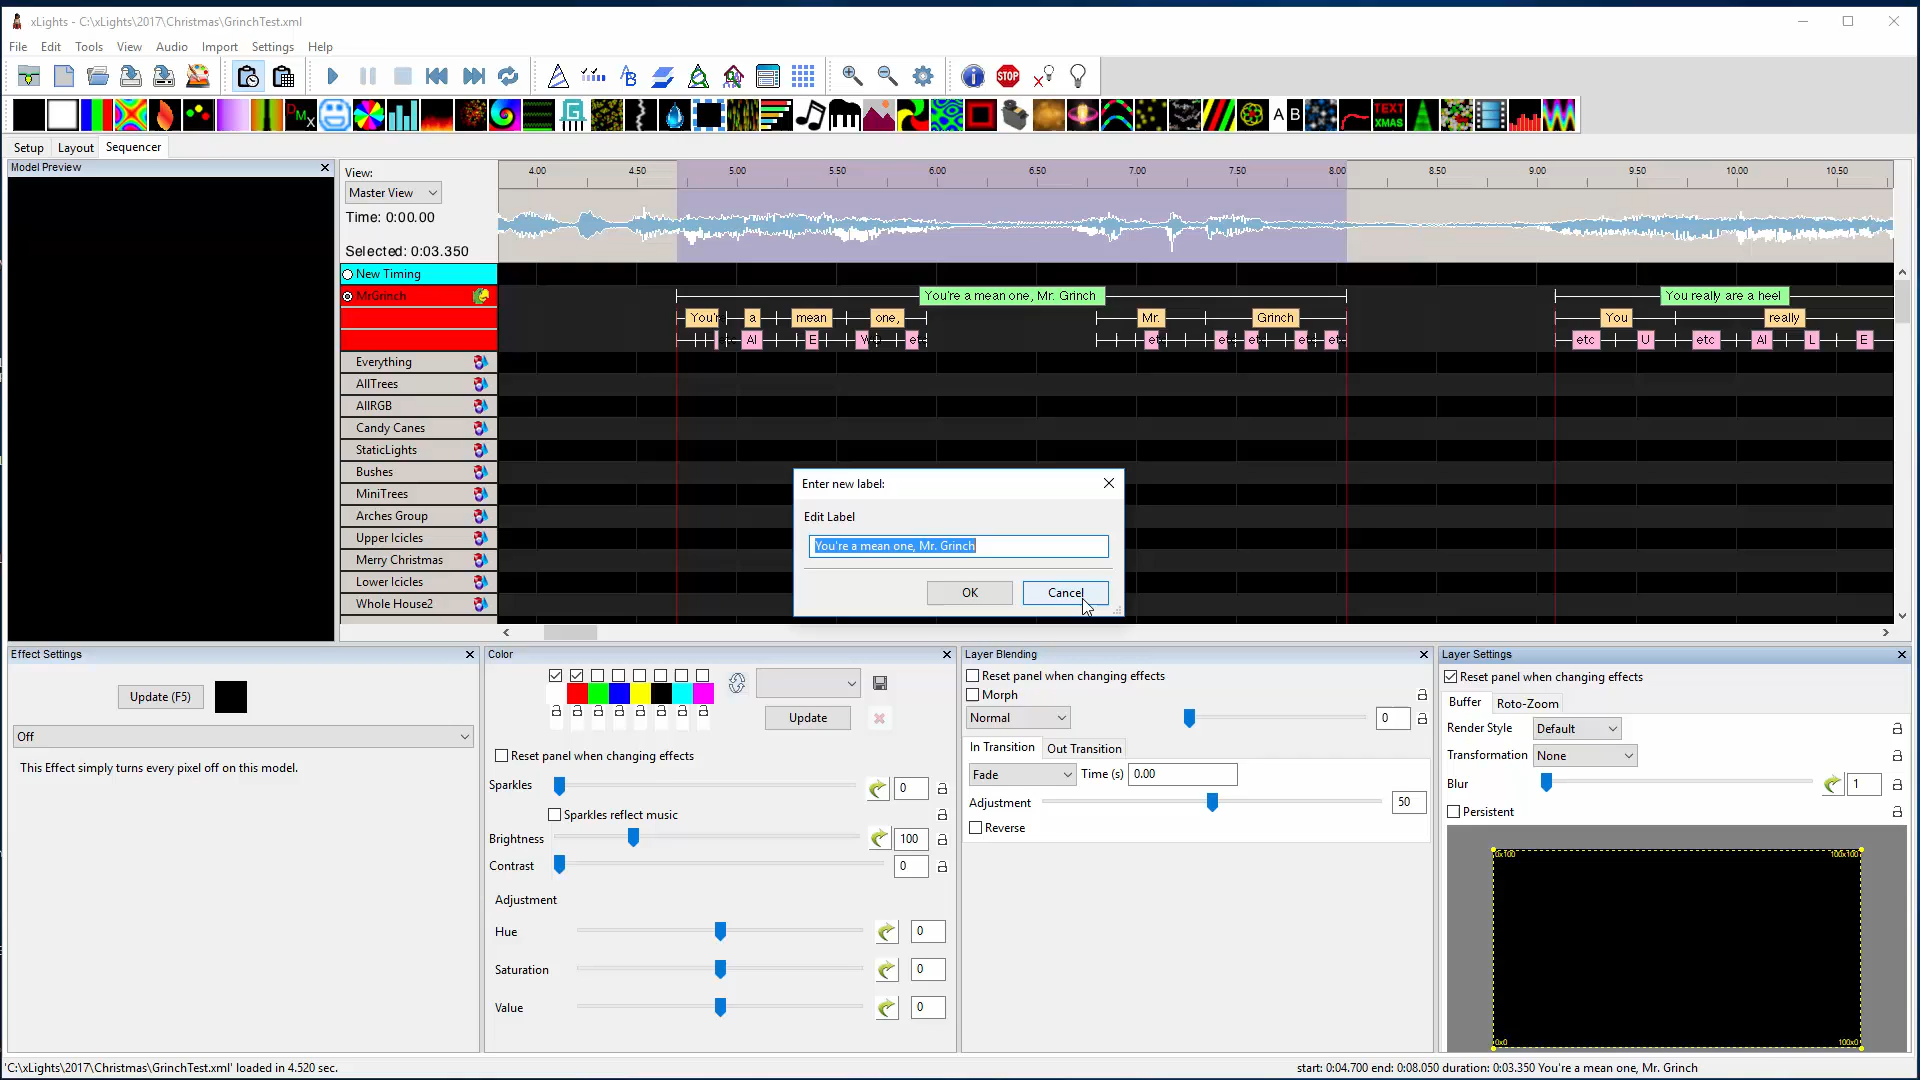 xLights - C:\xLights\2017\Christmas\GrinchTest.xml
File Edit Tools View Audio Import Settings Help
TEXT XMAS
A B
Setup Layout Sequencer
Model Preview
View:
Master View
Time: 0:00.00
Selected: 0:03.350
4.00 4.50 5.00 5.50 6.00 6.50 7.00 7.50 8.00 8.50 9.00 9.50 10.00 10.50
New Timing
MrGrinch
You're a mean one, Mr. Grinch
You really are a heel
a mean one, Mr. Grinch You really
AI E etc U etc AI L E
Everything
AllTrees
AllRGB
Candy Canes
StaticLights
Bushes
MiniTrees
Arches Group
Upper Icicles
Merry Christmas
Lower Icicles
Whole House2
Enter new label:
Edit Label
You're a mean one, Mr. Grinch
OK Cancel
Effect Settings
Update (F5)
Off
This Effect simply turns every pixel off on this model.
Color
Update
Reset panel when changing effects
Sparkles 0
Sparkles reflect music
Brightness 100
Contrast 0
Adjustment
Hue 0
Saturation 0
Value 0
Layer Blending
Reset panel when changing effects
Morph
Normal 0
In Transition Out Transition
Fade Time (s) 0.00
Adjustment 50
Reverse
Layer Settings
Reset panel when changing effects
Buffer Roto-Zoom
Render Style Default
Transformation None
Blur 1
Persistent
0x100 100x100
0x0 100x0
'C:\xLights\2017\Christmas\GrinchTest.xml' loaded in 4.520 sec.
start: 0:04.700 end: 0:08.050 duration: 0:03.350 You're a mean one, Mr. Grinch